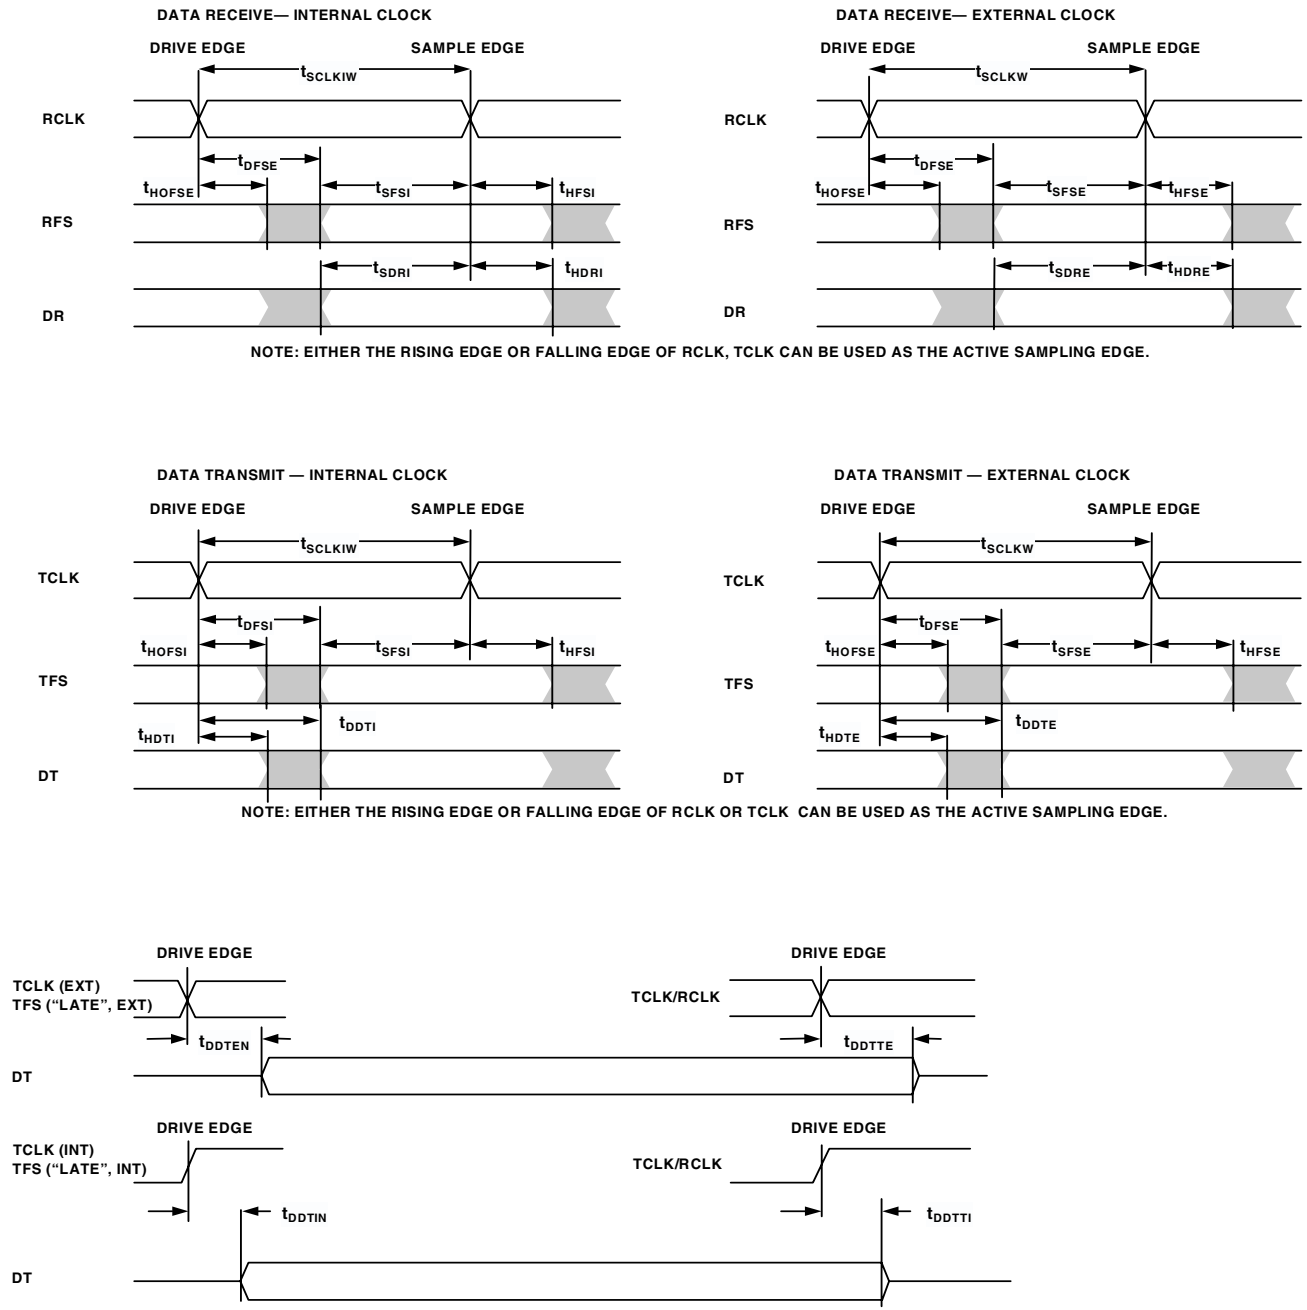 DATA RECEIVE— INTERNAL CLOCK
DRIVE EDGE SAMPLE EDGE
tSCLKIW
RCLK
tDFSE
tHOFSE tSFSI tHFSI
RFS
tSDRI tHDRI
DR
DATA RECEIVE— EXTERNAL CLOCK
DRIVE EDGE SAMPLE EDGE
tSCLKW
RCLK
tDFSE
tHOFSE tSFSE tHFSE
RFS
tSDRE tHDRE
DR
NOTE: EITHER THE RISING EDGE OR FALLING EDGE OF RCLK, TCLK CAN BE USED AS THE ACTIVE SAMPLING EDGE.
DATA TRANSMIT — INTERNAL CLOCK
DRIVE EDGE SAMPLE EDGE
tSCLKIW
TCLK
tDFSI
tHOFSI tSFSI tHFSI
TFS
tDDTI
tHDTI
DT
DATA TRANSMIT — EXTERNAL CLOCK
DRIVE EDGE SAMPLE EDGE
tSCLKW
TCLK
tDFSE
tHOFSE tSFSE tHFSE
TFS
tDDTE
tHDTE
DT
NOTE: EITHER THE RISING EDGE OR FALLING EDGE OF RCLK OR TCLK CAN BE USED AS THE ACTIVE SAMPLING EDGE.
DRIVE EDGE DRIVE EDGE
TCLK (EXT)
TFS (“LATE”, EXT)
TCLK/RCLK
tDDTEN tDDTTE
DT
DRIVE EDGE DRIVE EDGE
TCLK (INT)
TFS (“LATE”, INT)
TCLK/RCLK
tDDTIN tDDTTI
DT